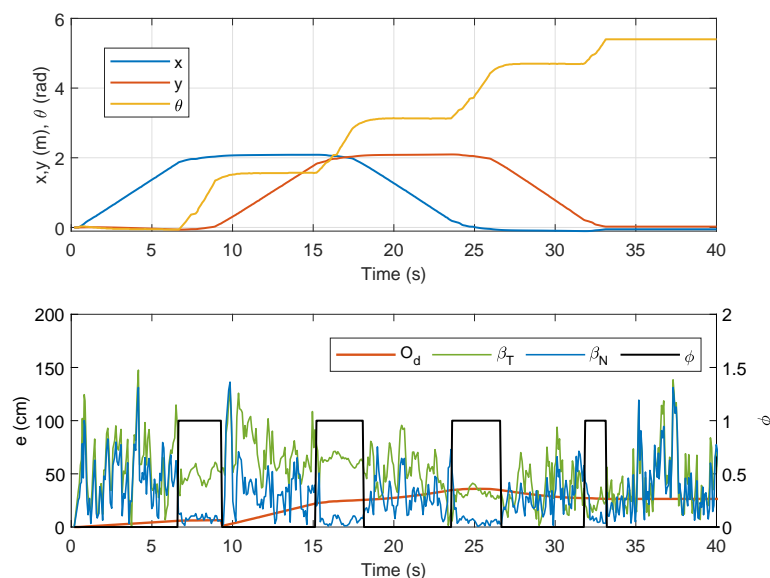 6
4
2
0
x,y (m), θ (rad)
x
y
θ
0 5 10 15 20 25 30 35 40
Time (s)
200
150
100
50
0
e (cm)
O_d β_T β_N ϕ
2
1.5
1
0.5
0
ϕ
0 5 10 15 20 25 30 35 40
Time (s)